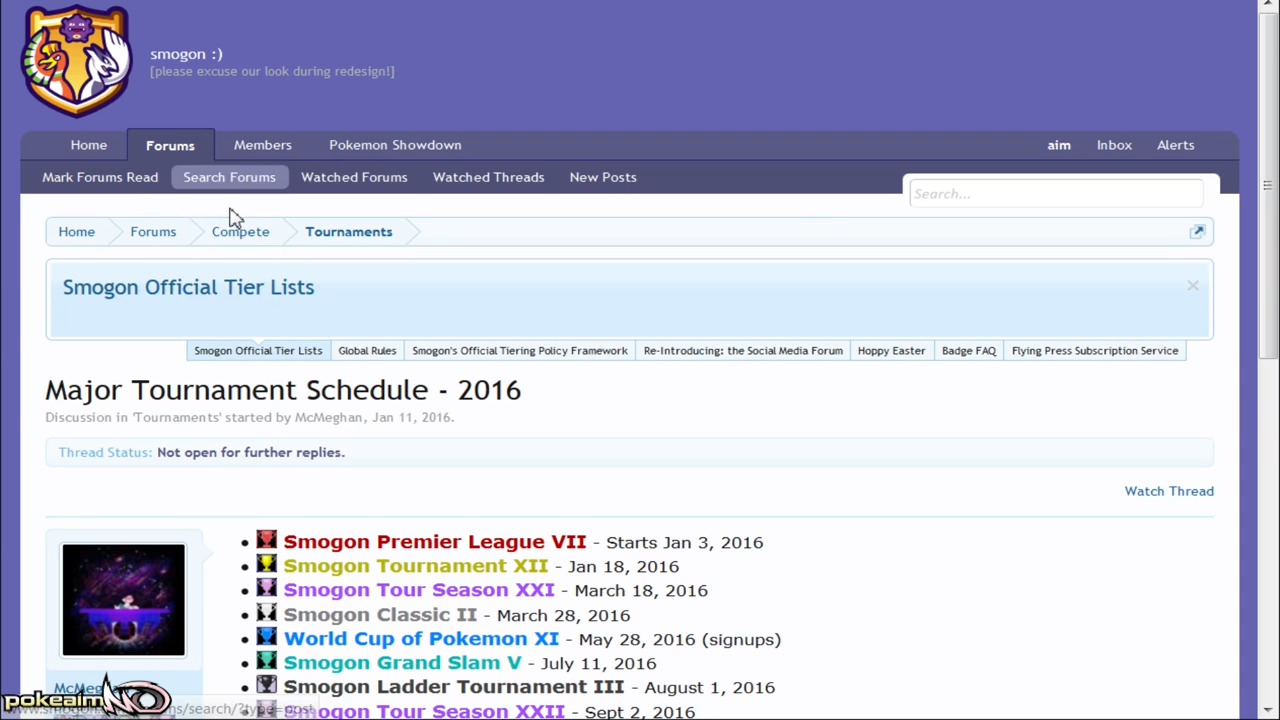 smogon :)
[please excuse our look during redesign!]
Home Forums Members Pokemon Showdown aim Inbox Alerts
Mark Forums Read Search Forums Watched Forums Watched Threads New Posts Search...
Home Forums Compete Tournaments
Smogon Official Tier Lists
Smogon Official Tier Lists Global Rules Smogon's Official Tiering Policy Framework Re-Introducing: the Social Media Forum Hoppy Easter Badge FAQ Flying Press Subscription Service
Major Tournament Schedule - 2016
Discussion in 'Tournaments' started by McMeghan, Jan 11, 2016.
Thread Status: Not open for further replies.
Watch Thread
• Smogon Premier League VII - Starts Jan 3, 2016
• Smogon Tournament XII - Jan 18, 2016
• Smogon Tour Season XXI - March 18, 2016
• Smogon Classic II - March 28, 2016
• World Cup of Pokemon XI - May 28, 2016 (signups)
• Smogon Grand Slam V - July 11, 2016
• Smogon Ladder Tournament III - August 1, 2016
• Smogon Tour Season XXII - Sept 2, 2016
pokeaim